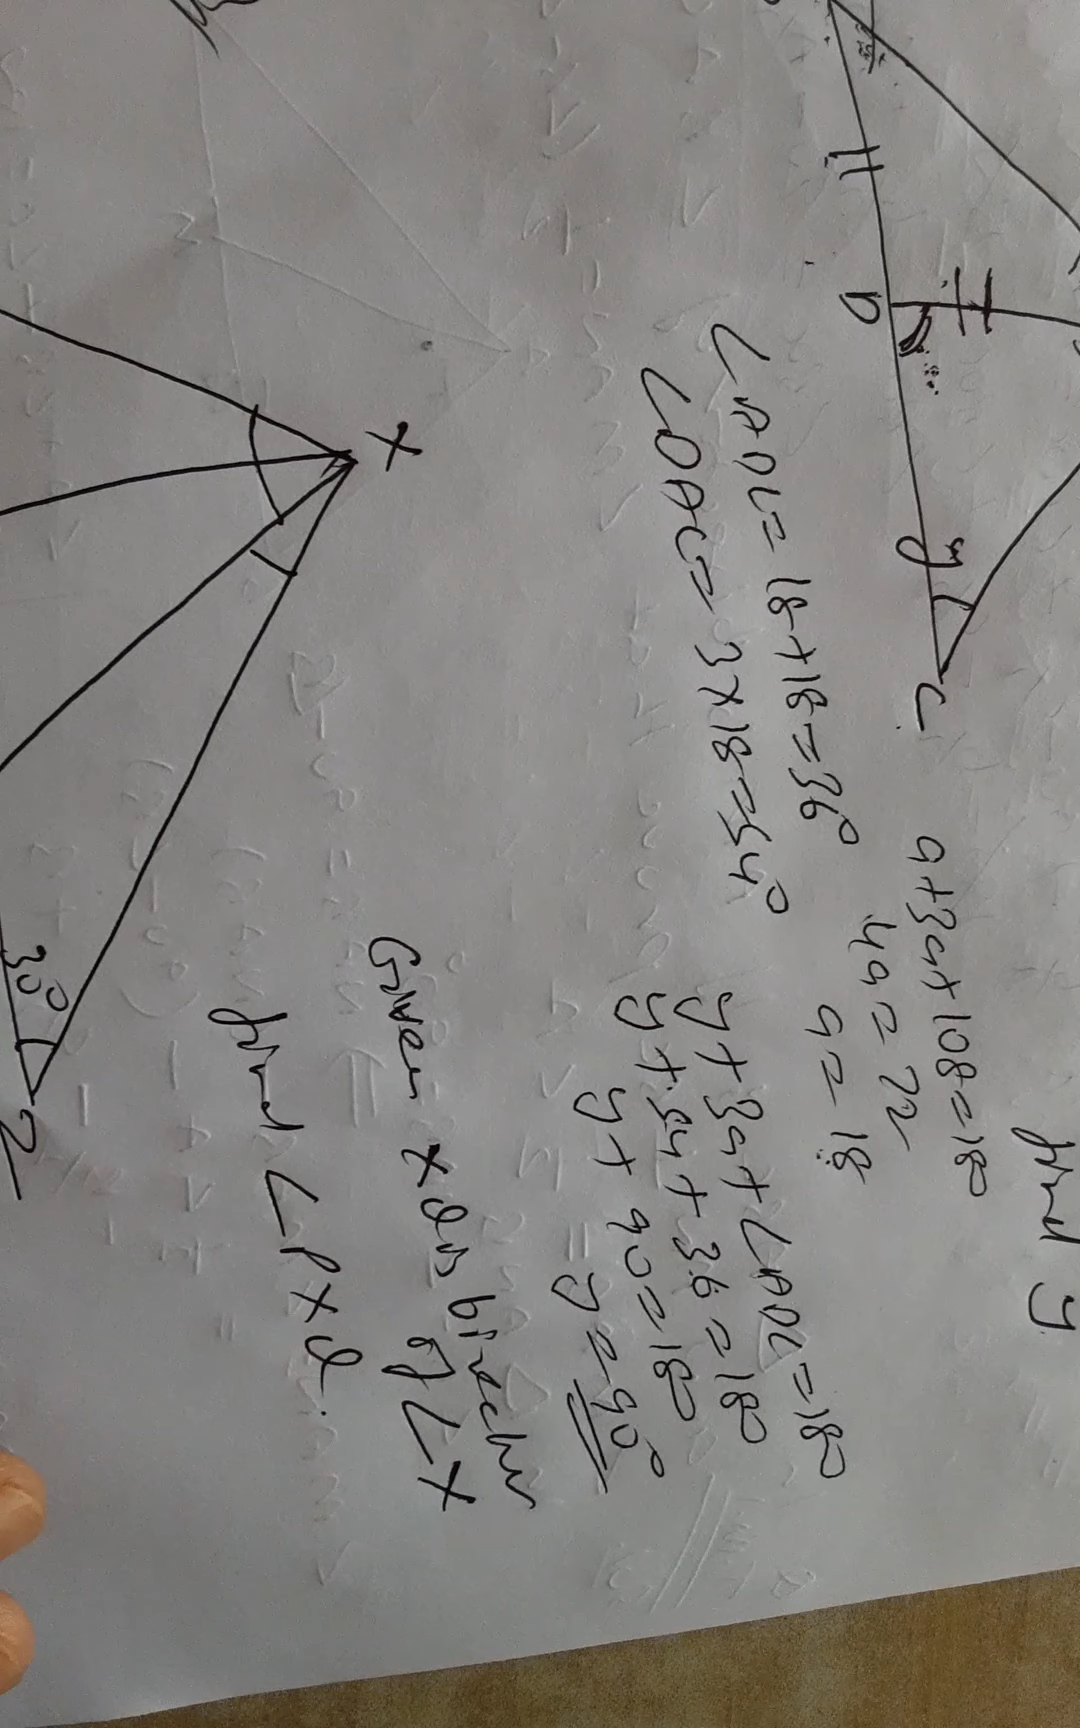 find y
a+3a+108=180
4a=72
a=18
D
y
C
∠ADC=18+18=36°
∠DAC=3×18=54°
y+3a+∠ADC=180
y+54+36=180
y+90=180
y=90°
X
Given XQ is bisector
of ∠X
find ∠PXQ.
30°
Z